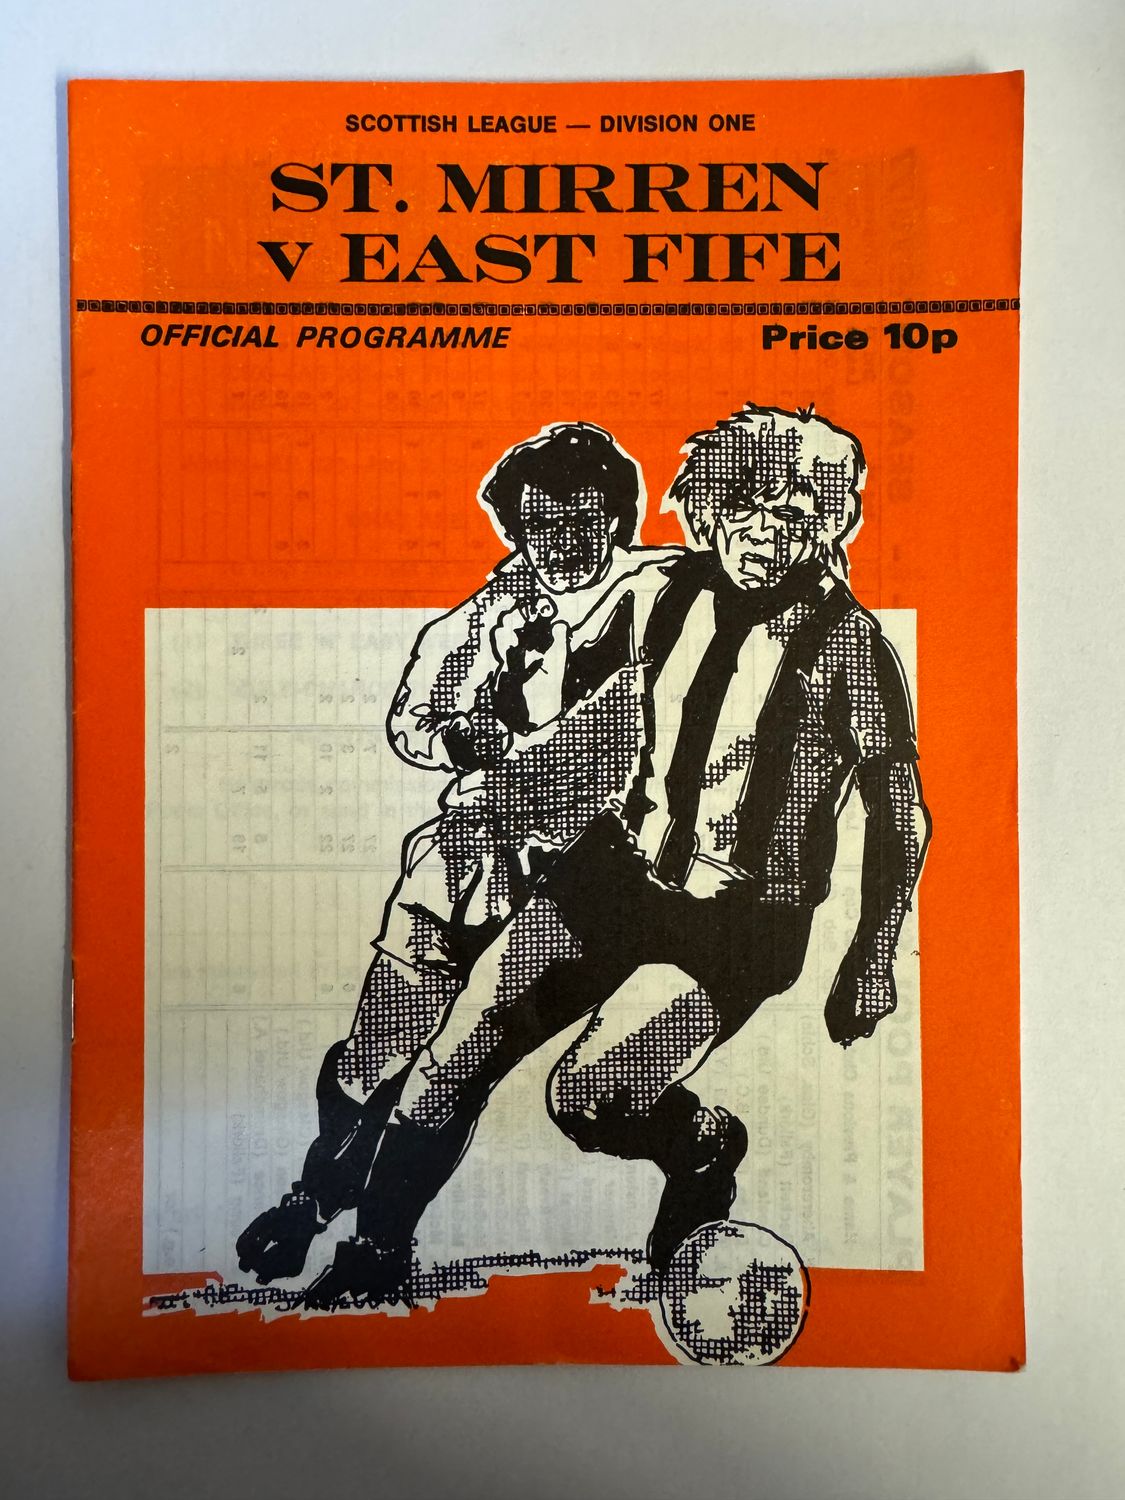 SCOTTISH LEAGUE — DIVISION ONE
ST. MIRREN
v EAST FIFE
OFFICIAL PROGRAMME
Price 10p